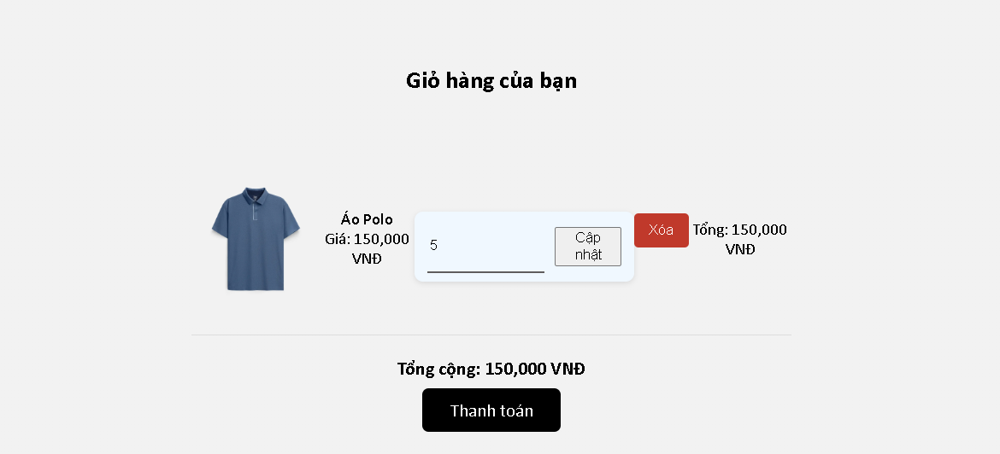 Giỏ hàng của bạn
Áo Polo
Giá: 150,000
VNĐ
5
Cập
nhật
Xóa
Tổng: 150,000
VNĐ
Tổng cộng: 150,000 VNĐ
Thanh toán